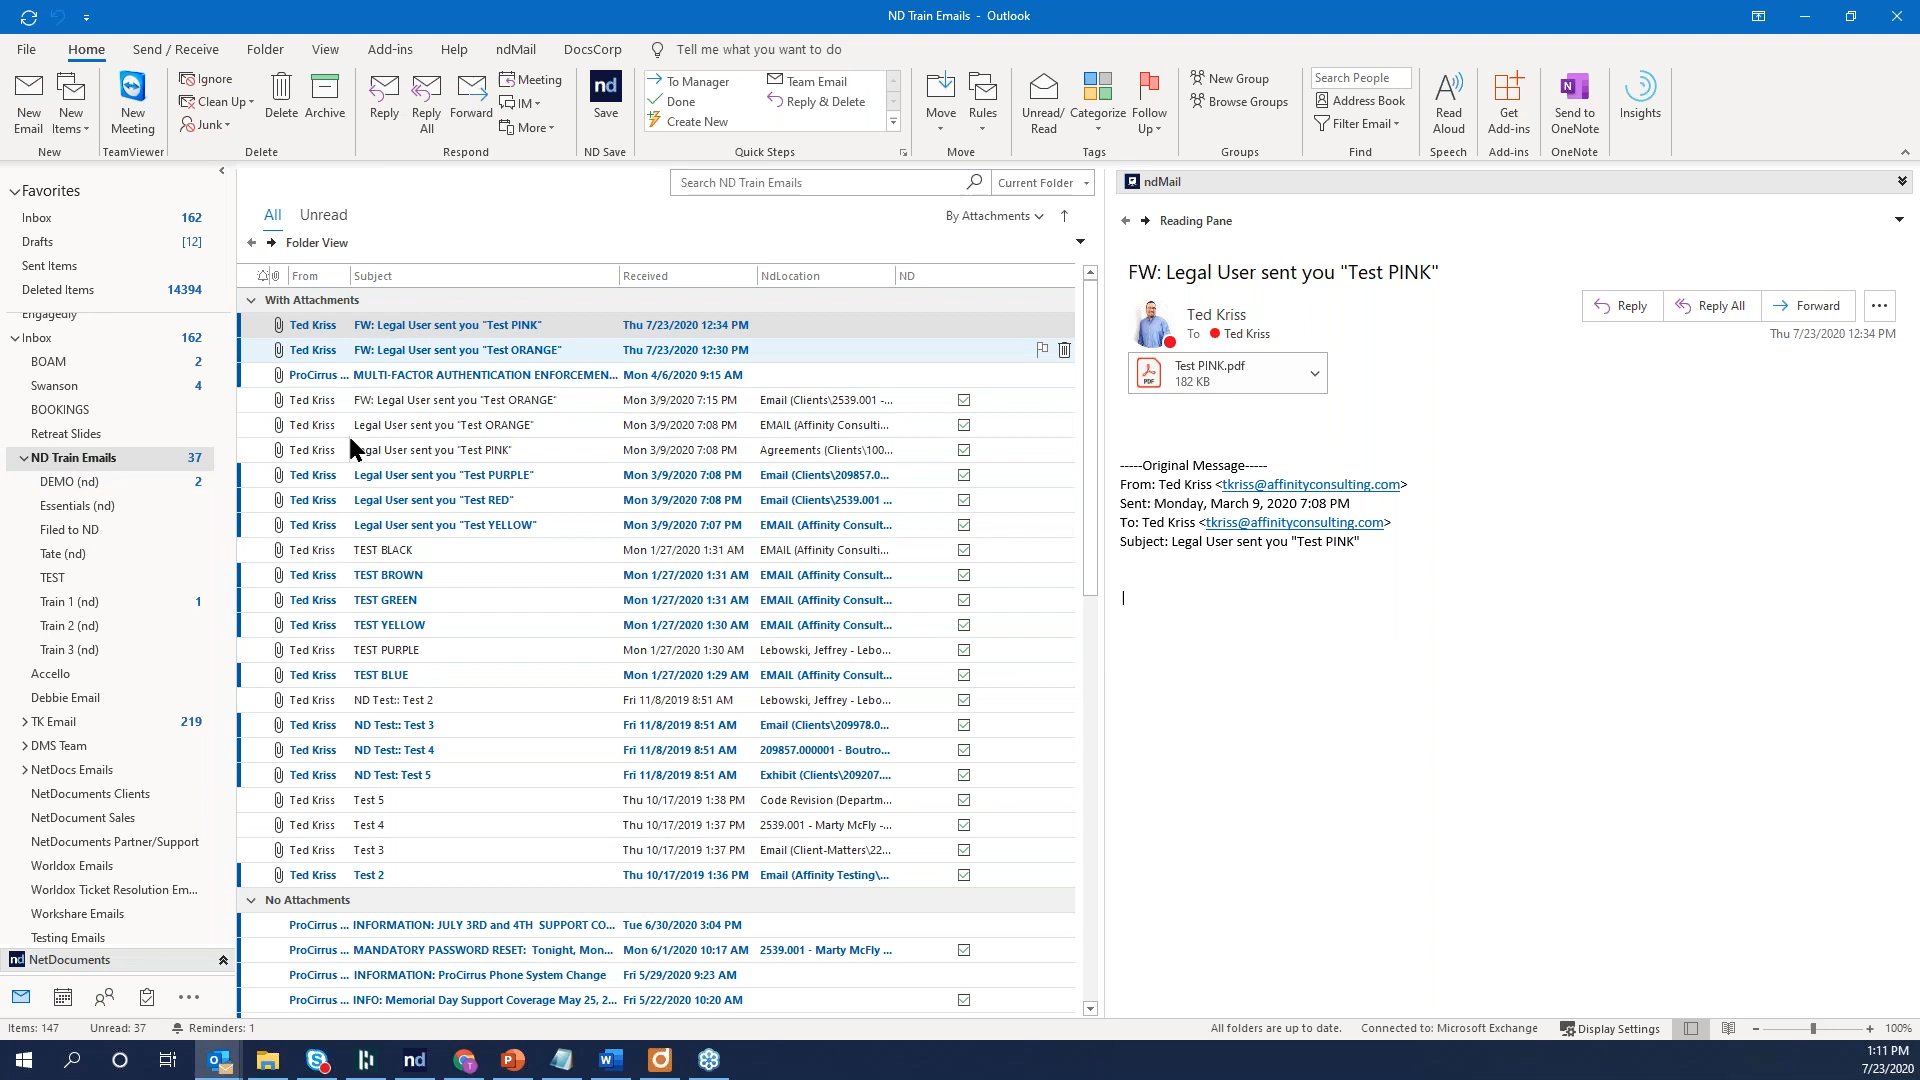 ND Train Emails - Outlook
File Home Send / Receive Folder View Add-ins Help ndMail DocsCorp Tell me what you want to do
New Email
New Items
New
New Meeting
TeamViewer
Ignore
Clean Up
Junk
Delete
Archive
Delete
Reply
Reply All
Forward
Meeting
IM
More
Respond
nd
Save
ND Save
To Manager
Done
Create New
Team Email
Reply & Delete
Quick Steps
Move
Rules
Move
Unread/ Read
Categorize
Follow Up
Tags
New Group
Browse Groups
Groups
Search People
Address Book
Filter Email
Find
Read Aloud
Speech
Get Add-ins
Add-ins
Send to OneNote
OneNote
Insights
Favorites
Inbox 162
Drafts [12]
Sent Items
Deleted Items 14394
Engagedly
Inbox 162
BOAM 2
Swanson 4
BOOKINGS
Retreat Slides
ND Train Emails 37
DEMO (nd) 2
Essentials (nd)
Filed to ND
Tate (nd)
TEST
Train 1 (nd) 1
Train 2 (nd)
Train 3 (nd)
Accello
Debbie Email
TK Email 219
DMS Team
NetDocs Emails
NetDocuments Clients
NetDocuments Sales
NetDocuments Partner/Support
Worldox Emails
Worldox Ticket Resolution Em...
Workshare Emails
Testing Emails
nd NetDocuments
Search ND Train Emails Current Folder
All Unread By Attachments
Folder View
From Subject Received NdLocation ND
With Attachments
Ted Kriss FW: Legal User sent you "Test PINK" Thu 7/23/2020 12:34 PM
Ted Kriss FW: Legal User sent you "Test ORANGE" Thu 7/23/2020 12:30 PM
ProCirrus ... MULTI-FACTOR AUTHENTICATION ENFORCEMEN... Mon 4/6/2020 9:15 AM
Ted Kriss FW: Legal User sent you "Test ORANGE" Mon 3/9/2020 7:15 PM Email (Clients\2539.001 -...
Ted Kriss Legal User sent you "Test ORANGE" Mon 3/9/2020 7:08 PM EMAIL (Affinity Consulti...
Ted Kriss Legal User sent you "Test PINK" Mon 3/9/2020 7:08 PM Agreements (Clients\100...
Ted Kriss Legal User sent you "Test PURPLE" Mon 3/9/2020 7:08 PM Email (Clients\209857.0...
Ted Kriss Legal User sent you "Test RED" Mon 3/9/2020 7:08 PM Email (Clients\2539.001 ...
Ted Kriss Legal User sent you "Test YELLOW" Mon 3/9/2020 7:07 PM EMAIL (Affinity Consult...
Ted Kriss TEST BLACK Mon 1/27/2020 1:31 AM EMAIL (Affinity Consulti...
Ted Kriss TEST BROWN Mon 1/27/2020 1:31 AM EMAIL (Affinity Consult...
Ted Kriss TEST GREEN Mon 1/27/2020 1:31 AM EMAIL (Affinity Consult...
Ted Kriss TEST YELLOW Mon 1/27/2020 1:30 AM EMAIL (Affinity Consult...
Ted Kriss TEST PURPLE Mon 1/27/2020 1:30 AM Lebowski, Jeffrey - Lebo...
Ted Kriss TEST BLUE Mon 1/27/2020 1:29 AM EMAIL (Affinity Consult...
Ted Kriss ND Test:: Test 2 Fri 11/8/2019 8:51 AM Lebowski, Jeffrey - Lebo...
Ted Kriss ND Test:: Test 3 Fri 11/8/2019 8:51 AM Email (Clients\209978.0...
Ted Kriss ND Test:: Test 4 Fri 11/8/2019 8:51 AM 209857.000001 - Boutro...
Ted Kriss ND Test: Test 5 Fri 11/8/2019 8:51 AM Exhibit (Clients\209207....
Ted Kriss Test 5 Thu 10/17/2019 1:38 PM Code Revision (Departm...
Ted Kriss Test 4 Thu 10/17/2019 1:37 PM 2539.001 - Marty McFly -...
Ted Kriss Test 3 Thu 10/17/2019 1:37 PM Email (Client-Matters\22...
Ted Kriss Test 2 Thu 10/17/2019 1:36 PM Email (Affinity Testing\...
No Attachments
ProCirrus ... INFORMATION: JULY 3RD and 4TH SUPPORT CO... Tue 6/30/2020 3:04 PM
ProCirrus ... MANDATORY PASSWORD RESET: Tonight, Mon... Mon 6/1/2020 10:17 AM 2539.001 - Marty McFly ...
ProCirrus ... INFORMATION: ProCirrus Phone System Change Fri 5/29/2020 9:23 AM
ProCirrus ... INFO: Memorial Day Support Coverage May 25, 2... Fri 5/22/2020 10:20 AM
ndMail
Reading Pane
FW: Legal User sent you "Test PINK"
Ted Kriss
To Ted Kriss
Reply Reply All Forward
Thu 7/23/2020 12:34 PM
PDF
Test PINK.pdf
182 KB
-----Original Message-----
From: Ted Kriss <tkriss@affinityconsulting.com>
Sent: Monday, March 9, 2020 7:08 PM
To: Ted Kriss <tkriss@affinityconsulting.com>
Subject: Legal User sent you "Test PINK"
Items: 147 Unread: 37 Reminders: 1 All folders are up to date. Connected to: Microsoft Exchange Display Settings 100%
1:11 PM
7/23/2020